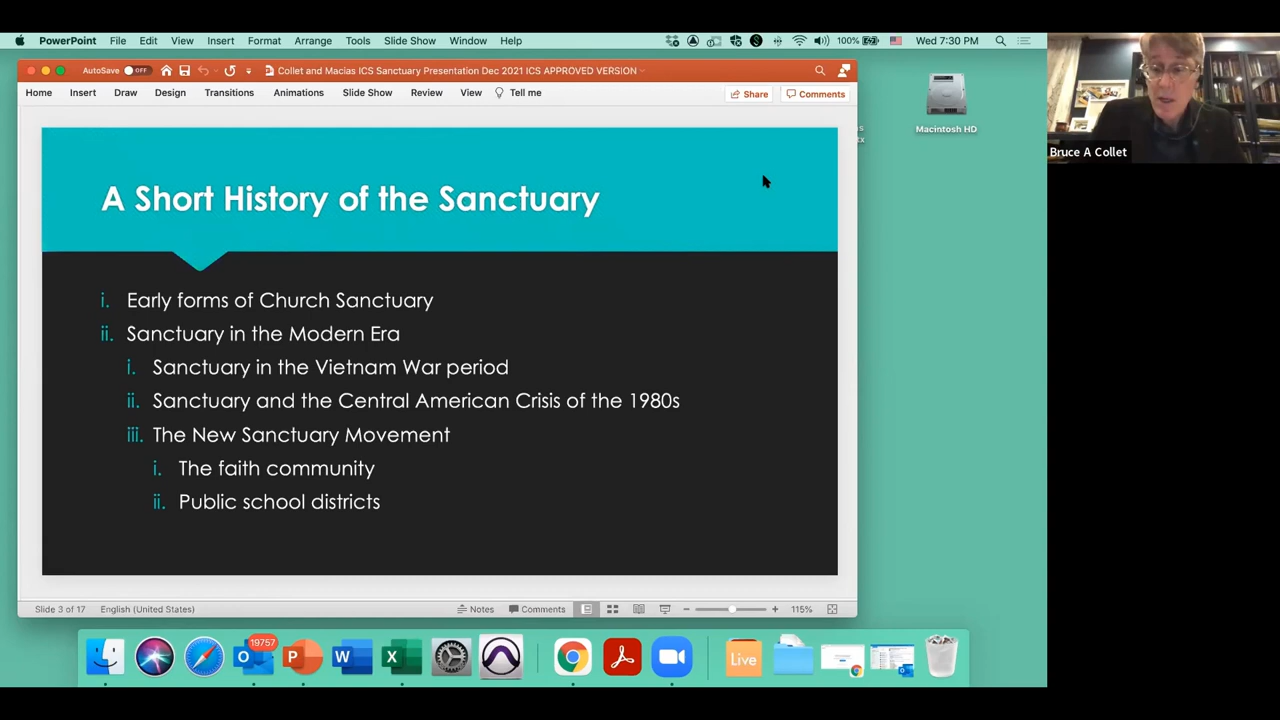 PowerPoint File Edit View Insert Format Arrange Tools Slide Show Window Help 100% Wed 7:30 PM
AutoSave OFF Collet and Macias ICS Sanctuary Presentation Dec 2021 ICS APPROVED VERSION
Home Insert Draw Design Transitions Animations Slide Show Review View Tell me Share Comments
Macintosh HD
xx
Bruce A Collet
A Short History of the Sanctuary
i. Early forms of Church Sanctuary
ii. Sanctuary in the Modern Era
i. Sanctuary in the Vietnam War period
ii. Sanctuary and the Central American Crisis of the 1980s
iii. The New Sanctuary Movement
i. The faith community
ii. Public school districts
Slide 3 of 17 English (United States) Notes Comments 115%
19757
W
X
P
Live